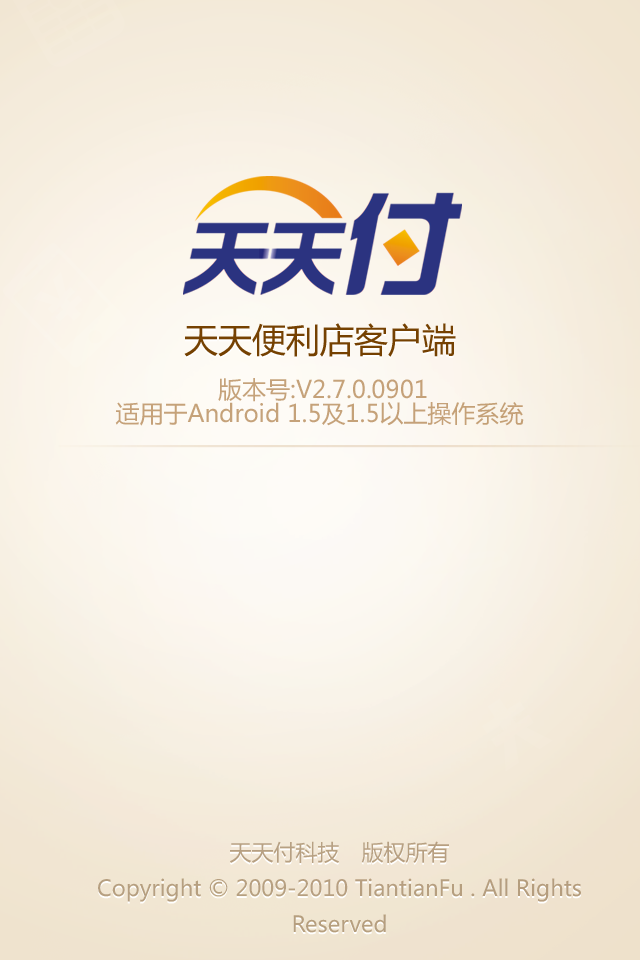 天天付
天天便利店客户端
版本号:V2.7.0.0901
适用于Android 1.5及1.5以上操作系统
天天付科技 版权所有
Copyright © 2009-2010 TiantianFu . All Rights
Reserved